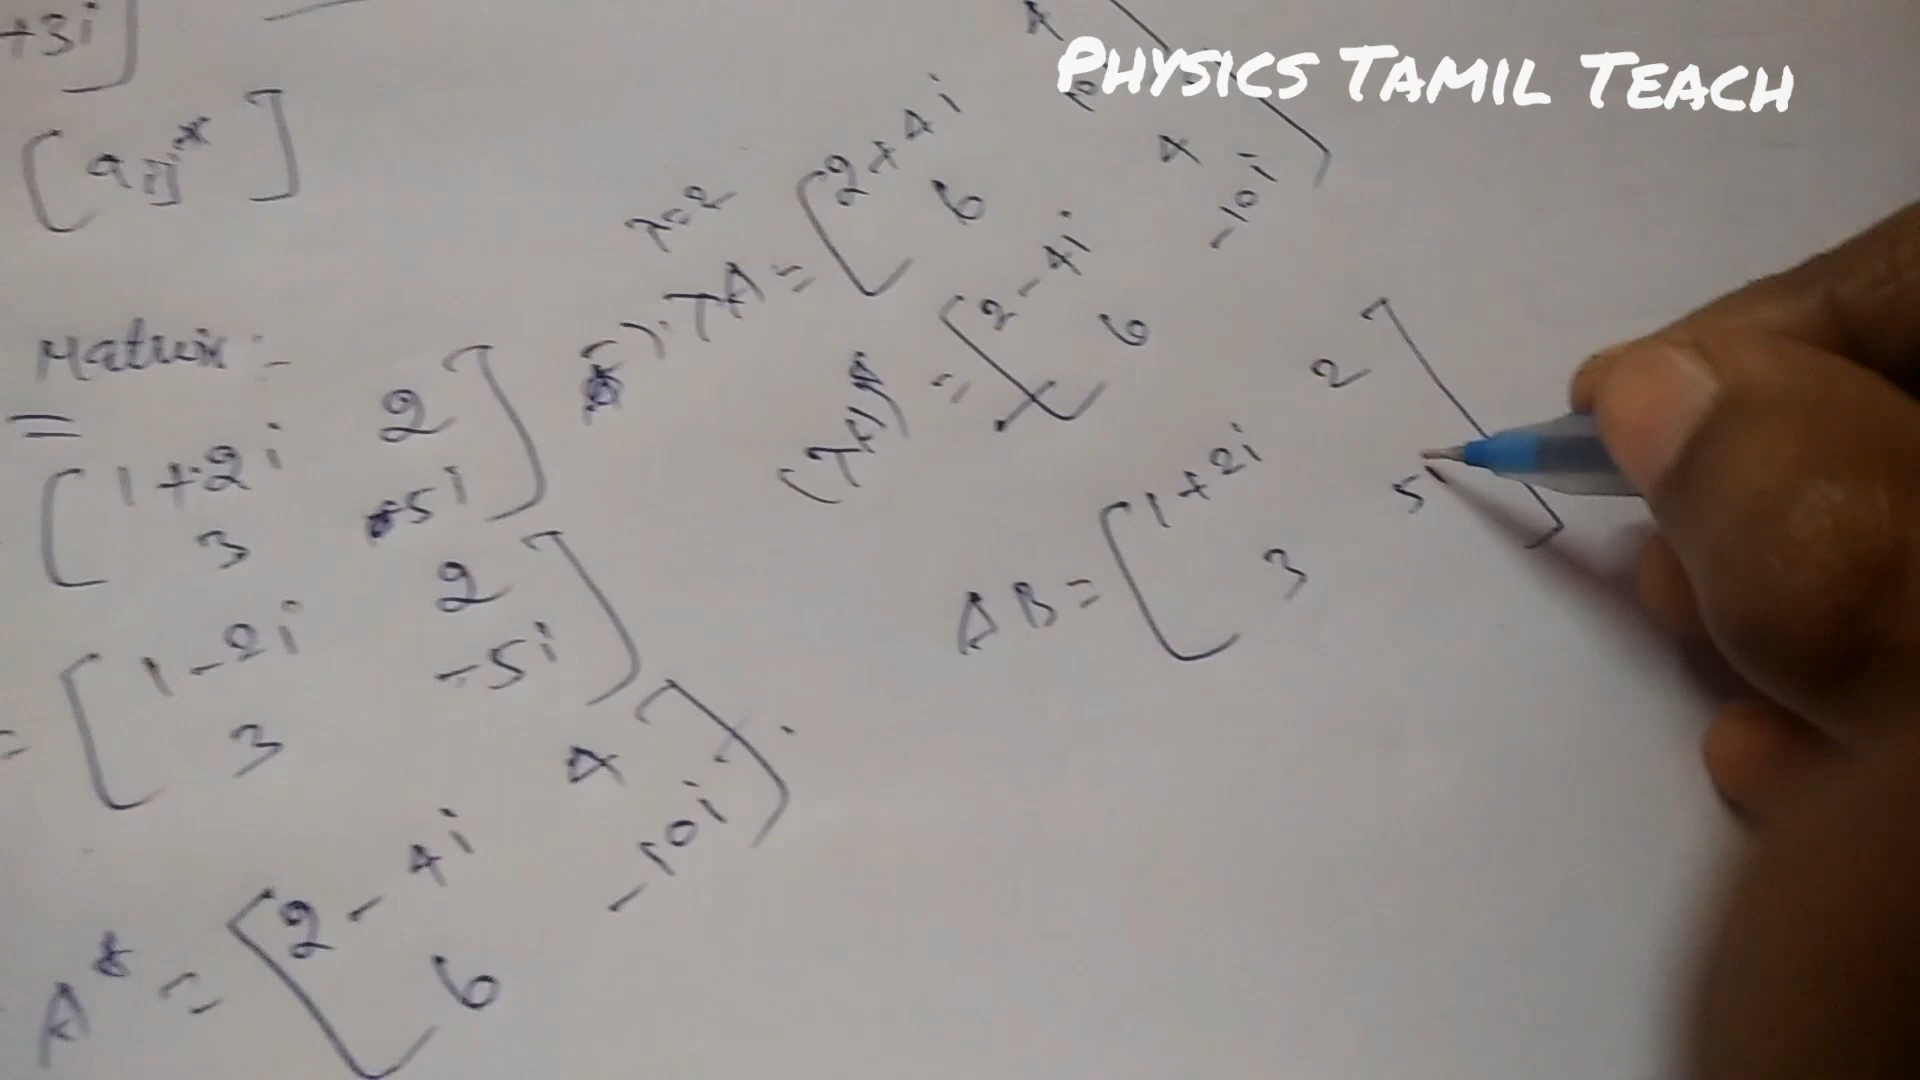 PHYSICS TAMIL TEACH
+3i]
[aij*]
Matrix :-
= [1+2i 2
3 5i]
= [1-2i 2
3 -5i]
A* = [2-4i 4
6 -10i].
λ=2
λA = [2+4i 4
6
(λA)* = [2-4i 4
6 -10i]
AB = [1+2i 2
3 5i]